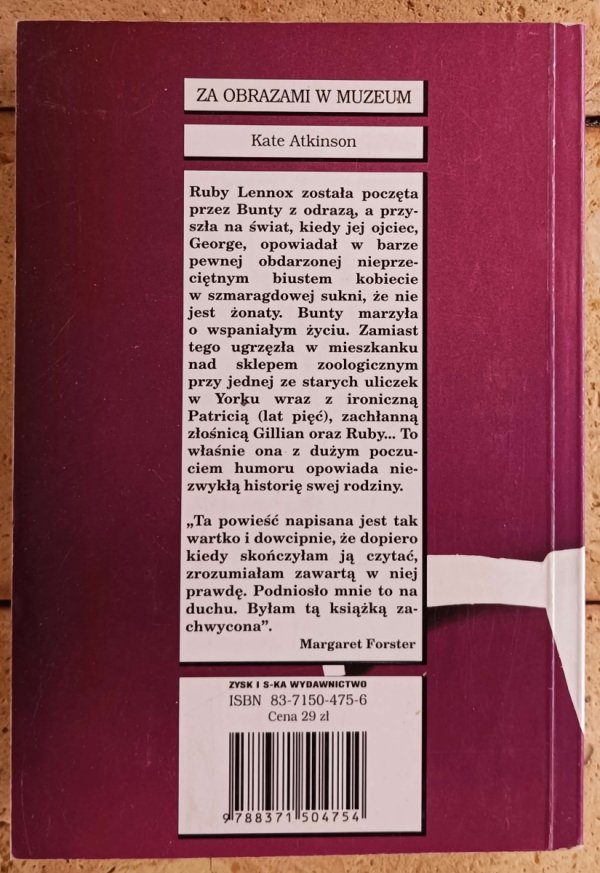 ZA OBRAZAMI W MUZEUM
Kate Atkinson
Ruby Lennox została poczęta
przez Bunty z odrazą, a przy-
szła na świat, kiedy jej ojciec,
George, opowiadał w barze
pewnej obdarzonej nieprze-
ciętnym biustem kobiecie
w szmaragdowej sukni, że nie
jest żonaty. Bunty marzyła
o wspaniałym życiu. Zamiast
tego ugrzęzła w mieszkanku
nad sklepem zoologicznym
przy jednej ze starych uliczek
w Yorku wraz z ironiczną
Patricią (lat pięć), zachłanną
złośnicą Gillian oraz Ruby... To
właśnie ona z dużym poczu-
ciem humoru opowiada nie-
zwykłą historię swej rodziny.
„Ta powieść napisana jest tak
wartko i dowcipnie, że dopiero
kiedy skończyłam ją czytać,
zrozumiałam zawartą w niej
prawdę. Podniosło mnie to na
duchu. Byłam tą książką za-
chwycona”.
Margaret Forster
ZYSK I S-KA WYDAWNICTWO
ISBN 83-7150-475-6
Cena 29 zł
9 788371 504754